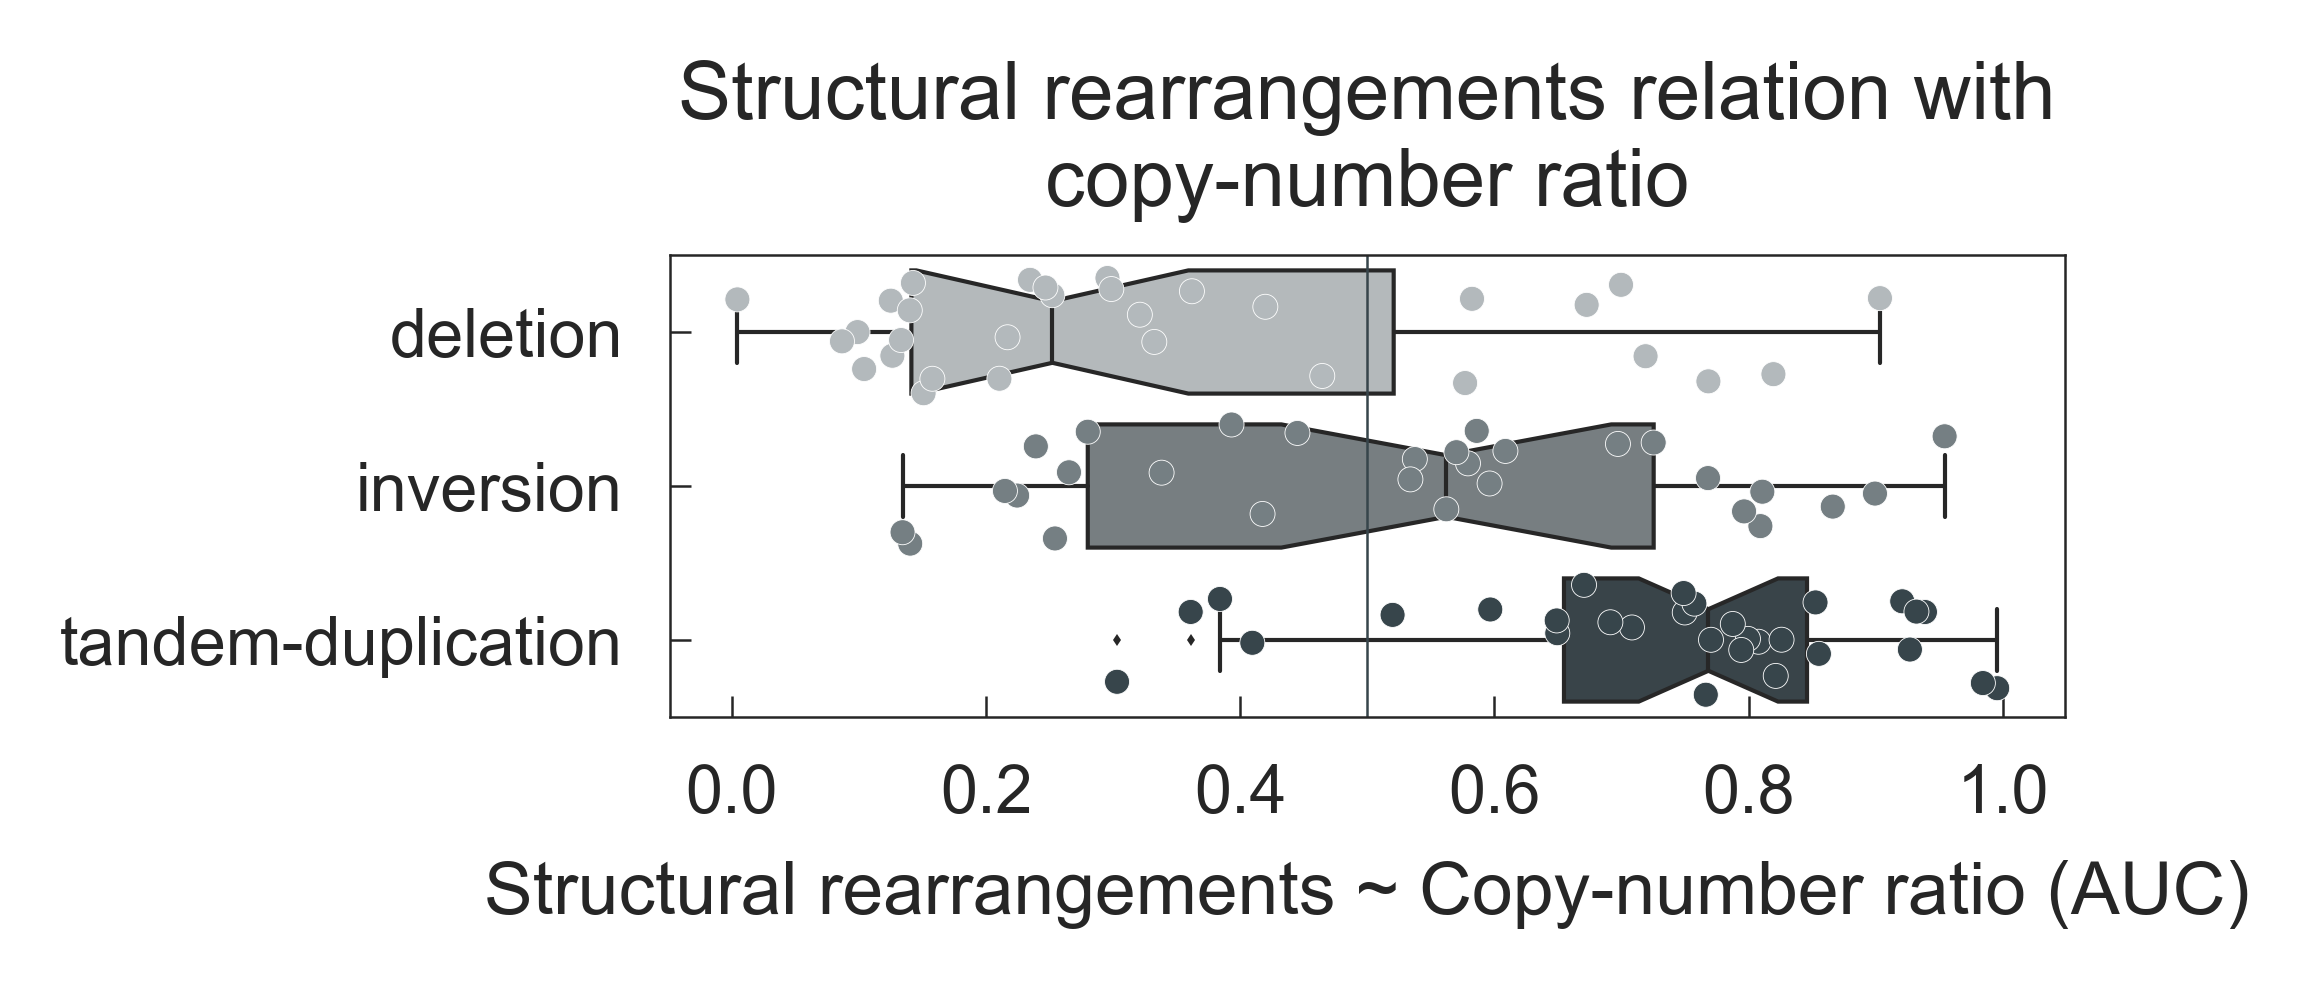 Structural rearrangements relation with
copy-number ratio
deletion
inversion
tandem-duplication
0.0 0.2 0.4 0.6 0.8 1.0
Structural rearrangements ~ Copy-number ratio (AUC)